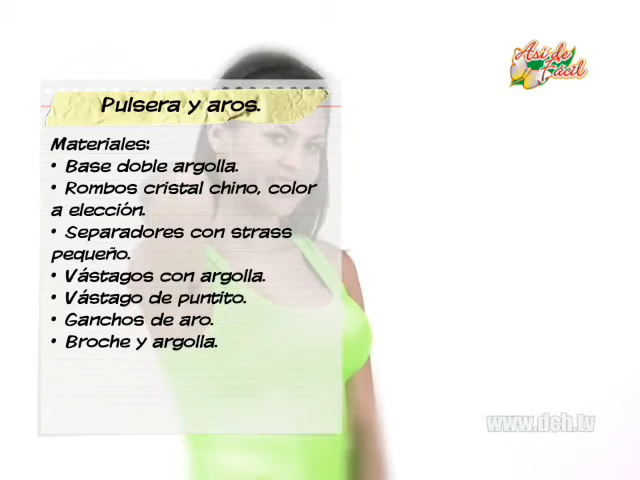 Así de
Fácil
Pulsera y aros.
Materiales:
• Base doble argolla.
• Rombos cristal chino, color
a elección.
• Separadores con strass
pequeño.
• Vástagos con argolla.
• Vástago de puntito.
• Ganchos de aro.
• Broche y argolla.
www.dch.tv